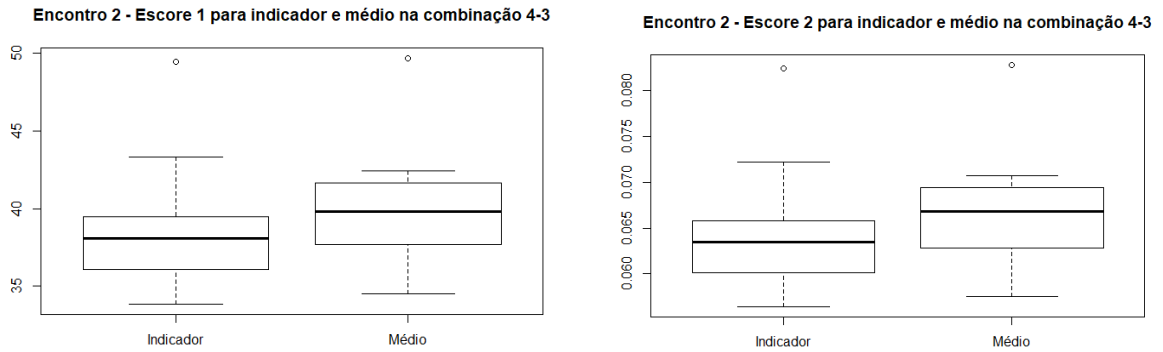 Encontro 2 - Escore 1 para indicador e médio na combinação 4-3
50
45
40
35
Indicador
Médio
Encontro 2 - Escore 2 para indicador e médio na combinação 4-3
0.080
0.075
0.070
0.065
0.060
Indicador
Médio